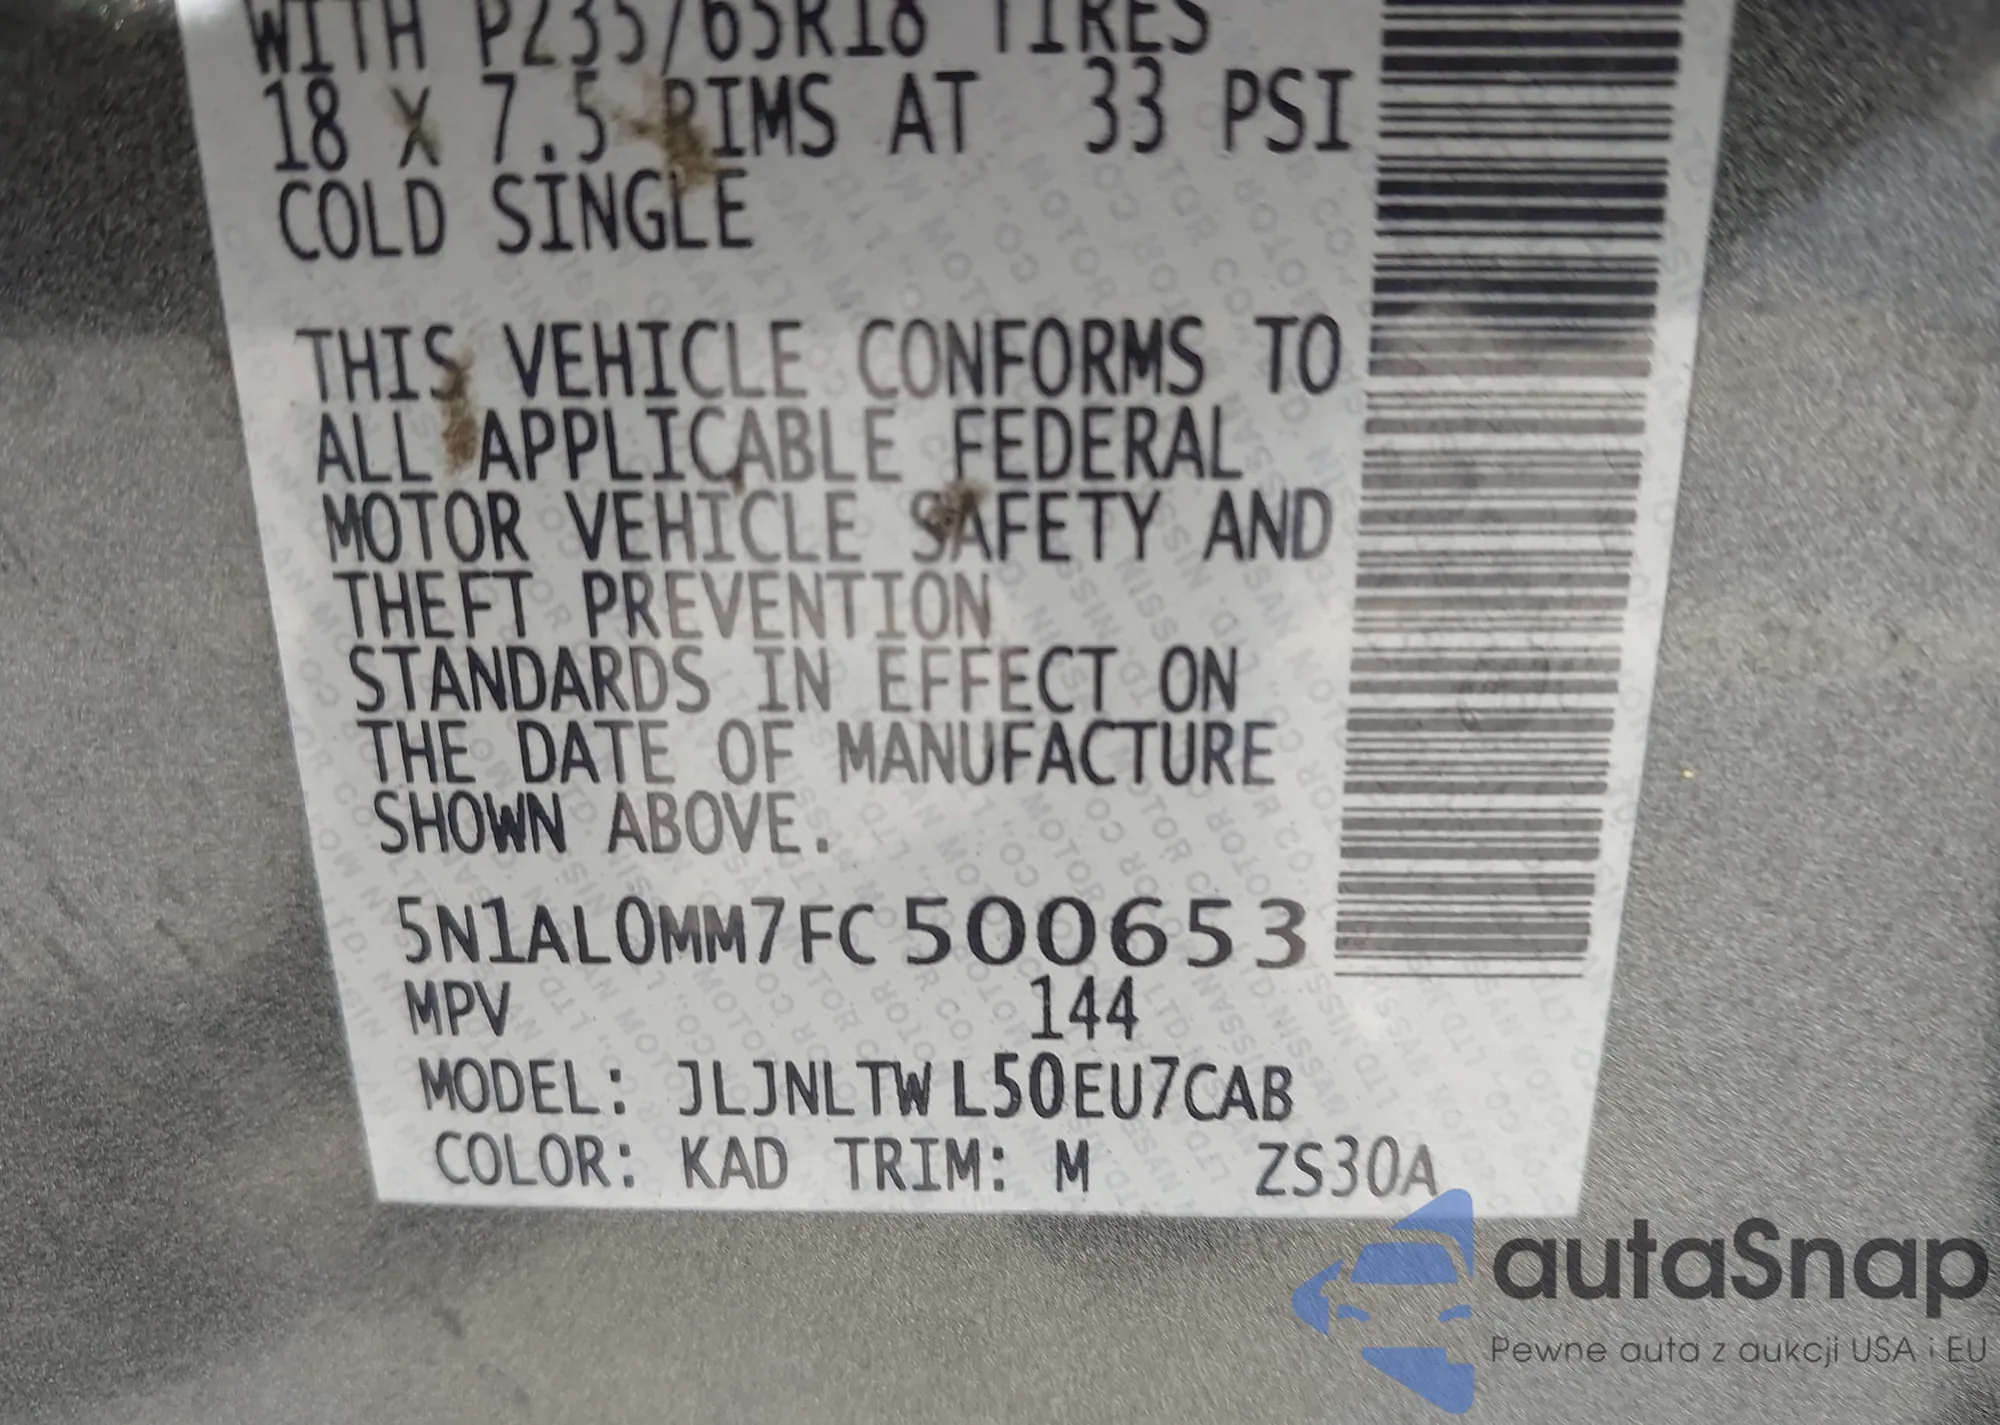 WITH P235/65R18 TIRES
18 X 7.5 RIMS AT 33 PSI
COLD SINGLE
THIS VEHICLE CONFORMS TO
ALL APPLICABLE FEDERAL
MOTOR VEHICLE SAFETY AND
THEFT PREVENTION
STANDARDS IN EFFECT ON
THE DATE OF MANUFACTURE
SHOWN ABOVE.
5N1AL0MM7FC500653
MPV 144
MODEL: JLJNLTW L50EU7CAB
COLOR: KAD TRIM: M ZS30A
autaSnap
Pewne auta z aukcji USA i EU